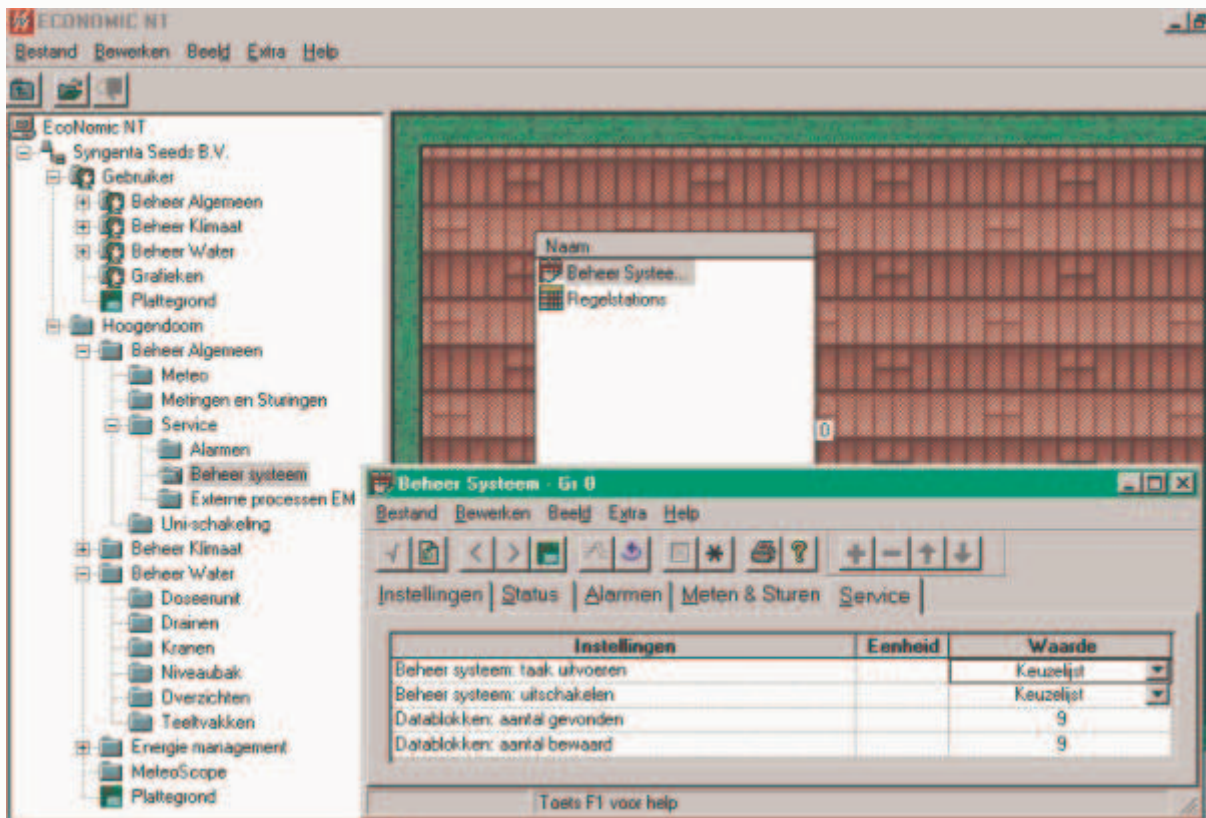 ECONOMIC NT
Bestand Bewerken Beeld Extra Help
EcoNomic NT
Syngenta Seeds B.V.
Gebruiker
Beheer Algemeen
Beheer Klimaat
Beheer Water
Grafieken
Plattegrond
Hoogendoorn
Beheer Algemeen
Meteo
Metingen en Sturingen
Service
Alarmen
Beheer systeem
Externe processen EM
Uni-schakeling
Beheer Klimaat
Beheer Water
Doseerunit
Drainen
Kranen
Niveaubak
Overzichten
Teeltvakken
Energie management
MeteoScope
Plattegrond
Naam
Beheer Systee...
Regelstations
0
Beheer Systeem - Gr 0
Bestand Bewerken Beeld Extra Help
Instellingen Status Alarmen Meten & Sturen Service
Instellingen Eenheid Waarde
Beheer systeem: taak uitvoeren Keuzelijst
Beheer systeem: uitschakelen Keuzelijst
Datablokken: aantal gevonden 9
Datablokken: aantal bewaard 9
Toets F1 voor help